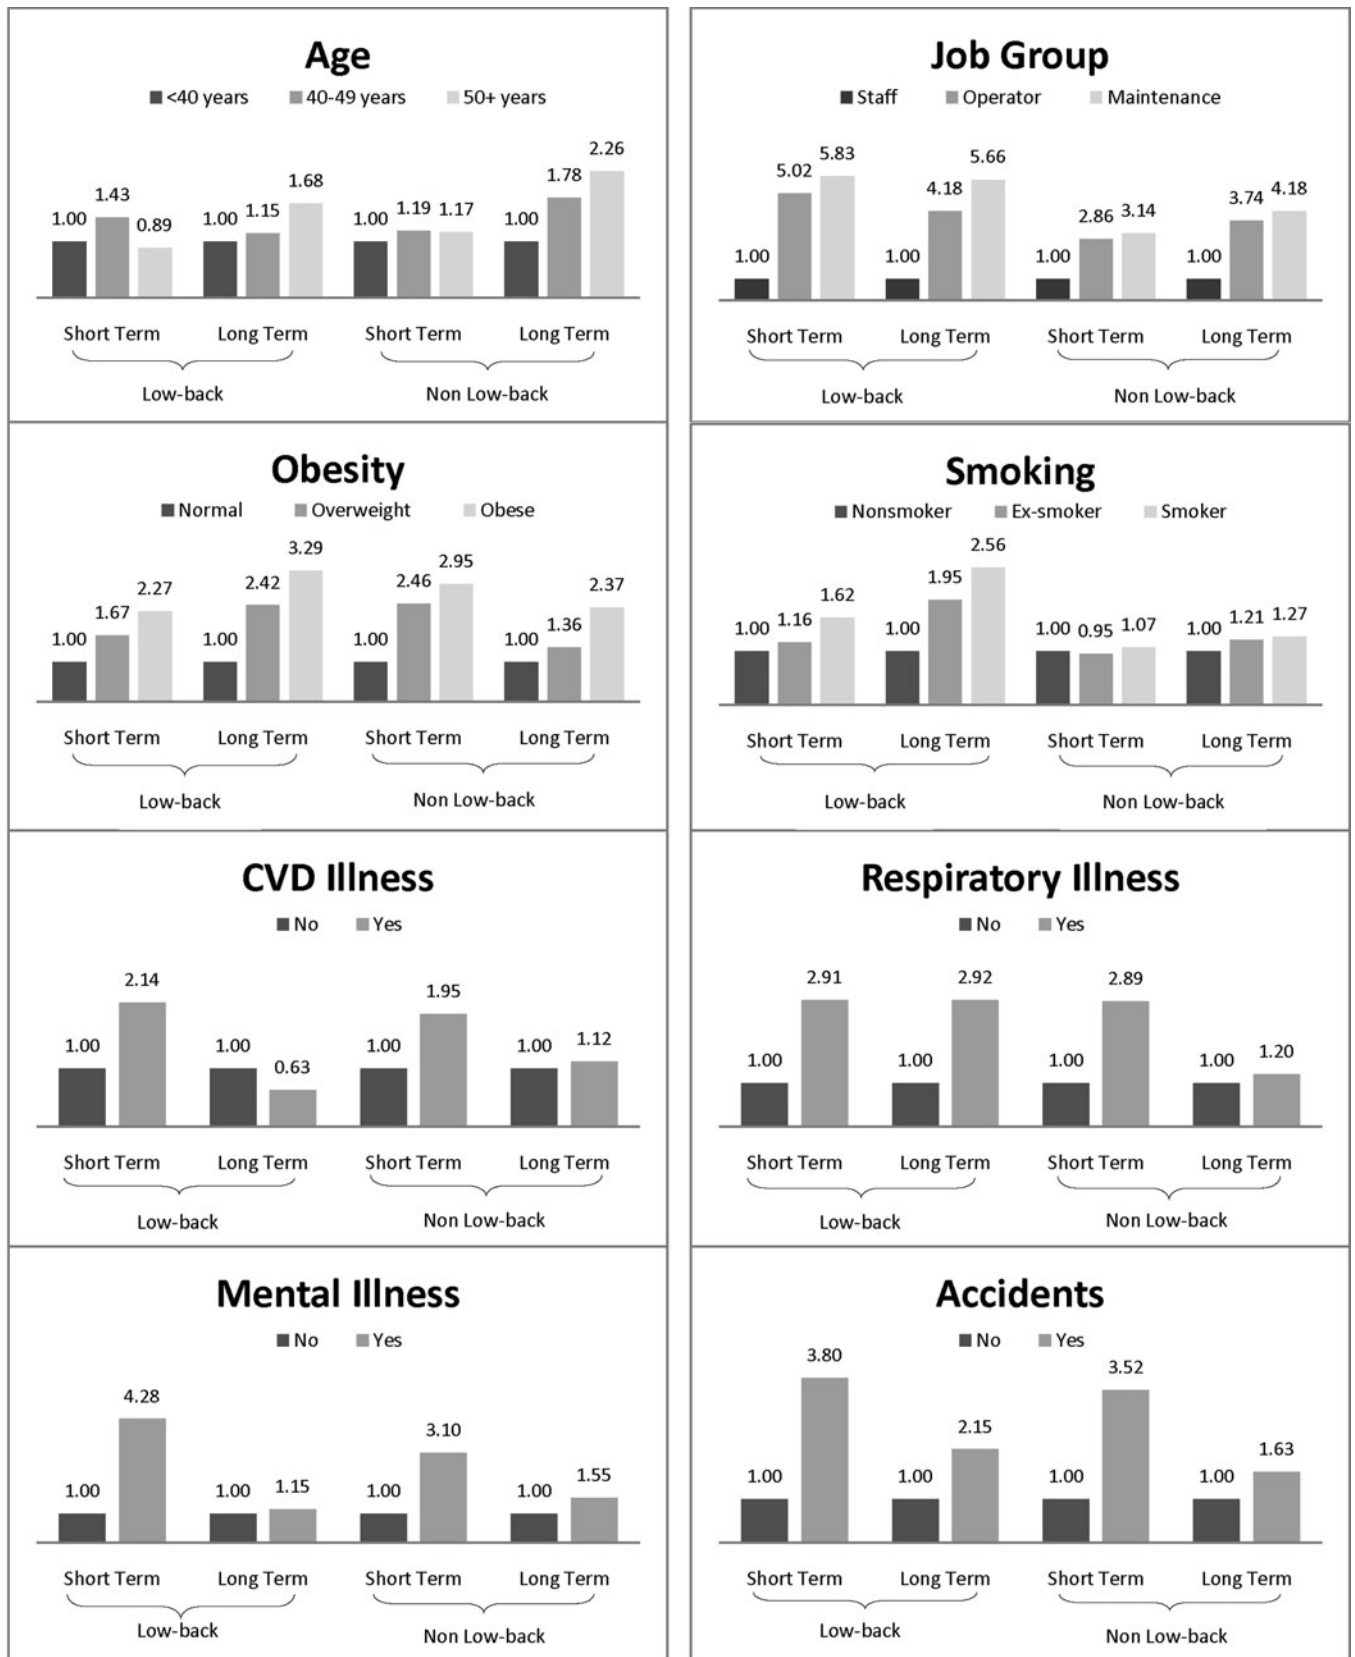 Age
<40 years 40-49 years 50+ years
1.00 1.43 0.89 1.00 1.15 1.68 1.00 1.19 1.17 1.00 1.78 2.26
Short Term Long Term Short Term Long Term
Low-back Non Low-back
Job Group
Staff Operator Maintenance
1.00 5.02 5.83 1.00 4.18 5.66 1.00 2.86 3.14 1.00 3.74 4.18
Short Term Long Term Short Term Long Term
Low-back Non Low-back
Obesity
Normal Overweight Obese
1.00 1.67 2.27 1.00 2.42 3.29 1.00 2.46 2.95 1.00 1.36 2.37
Short Term Long Term Short Term Long Term
Low-back Non Low-back
Smoking
Nonsmoker Ex-smoker Smoker
1.00 1.16 1.62 1.00 1.95 2.56 1.00 0.95 1.07 1.00 1.21 1.27
Short Term Long Term Short Term Long Term
Low-back Non Low-back
CVD Illness
No Yes
1.00 2.14 1.00 0.63 1.00 1.95 1.00 1.12
Short Term Long Term Short Term Long Term
Low-back Non Low-back
Respiratory Illness
No Yes
1.00 2.91 1.00 2.92 1.00 2.89 1.00 1.20
Short Term Long Term Short Term Long Term
Low-back Non Low-back
Mental Illness
No Yes
1.00 4.28 1.00 1.15 1.00 3.10 1.00 1.55
Short Term Long Term Short Term Long Term
Low-back Non Low-back
Accidents
No Yes
1.00 3.80 1.00 2.15 1.00 3.52 1.00 1.63
Short Term Long Term Short Term Long Term
Low-back Non Low-back